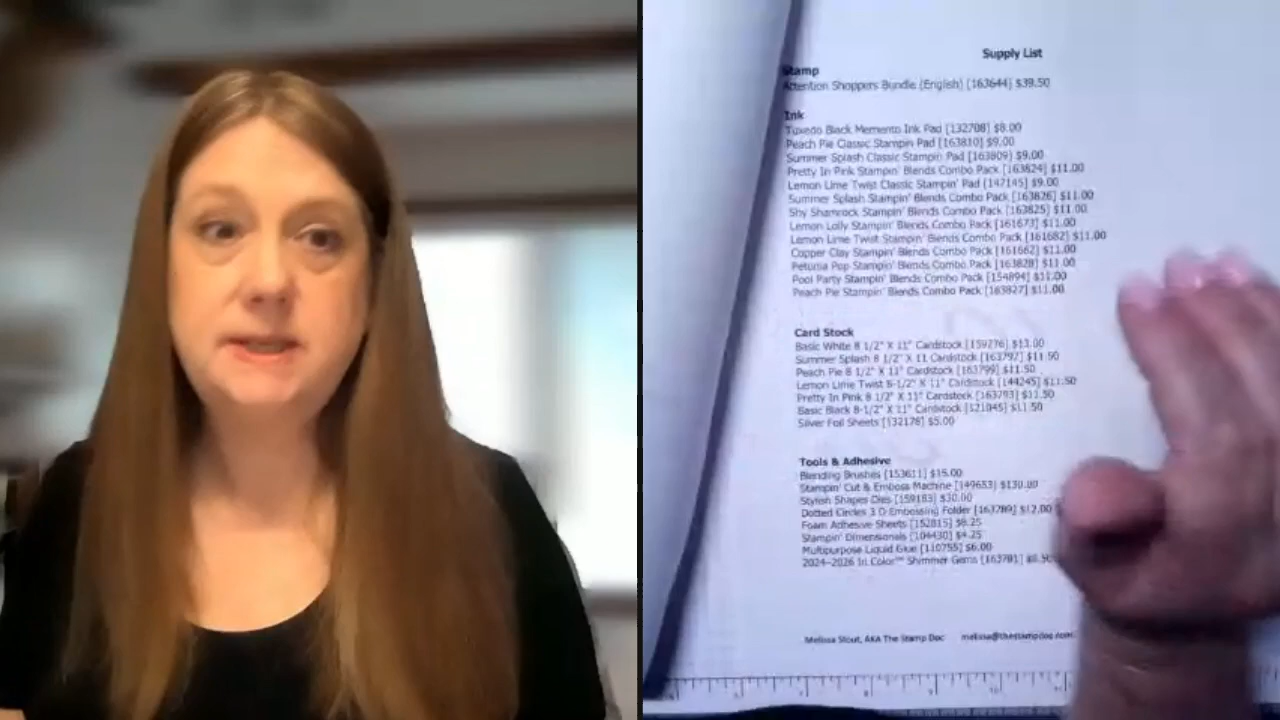 Supply List
Stamp
Attention Shoppers Bundle (English) [163644] $39.50
Ink
Tuxedo Black Memento Ink Pad [132708] $8.00
Peach Pie Classic Stampin Pad [163810] $9.00
Summer Splash Classic Stampin Pad [163809] $9.00
Pretty In Pink Stampin' Blends Combo Pack [163824] $11.00
Lemon Lime Twist Classic Stampin' Pad [147145] $9.00
Summer Splash Stampin' Blends Combo Pack [163826] $11.00
Shy Shamrock Stampin' Blends Combo Pack [163825] $11.00
Lemon Lolly Stampin' Blends Combo Pack [161673] $11.00
Lemon Lime Twist Stampin' Blends Combo Pack [161682] $11.00
Copper Clay Stampin' Blends Combo Pack [161662] $11.00
Petunia Pop Stampin' Blends Combo Pack [163828] $11.00
Pool Party Stampin' Blends Combo Pack [154894] $11.00
Peach Pie Stampin' Blends Combo Pack [163827] $11.00
Card Stock
Basic White 8 1/2" X 11" Cardstock [159276] $13.00
Summer Splash 8 1/2" X 11 Cardstock [163797] $11.50
Peach Pie 8 1/2" X 11" Cardstock [163799] $11.50
Lemon Lime Twist 8-1/2" X 11" Cardstock [144245] $11.50
Pretty In Pink 8 1/2" X 11" Cardstock [163793] $11.50
Basic Black 8-1/2" X 11" Cardstock [121045] $11.50
Silver Foil Sheets [132178] $5.00
Tools & Adhesive
Blending Brushes [153611] $15.00
Stampin' Cut & Emboss Machine [149653] $130.00
Stylish Shapes Dies [159183] $30.00
Dotted Circles 3 D Embossing Folder [163789] $12.00
Foam Adhesive Sheets [152815] $8.25
Stampin' Dimensionals [104430] $4.25
Multipurpose Liquid Glue [110755] $6.00
2024–2026 In Color™ Shimmer Gems [163781]
Melissa Stout, AKA The Stamp Doc melissa@thestampdoc.com